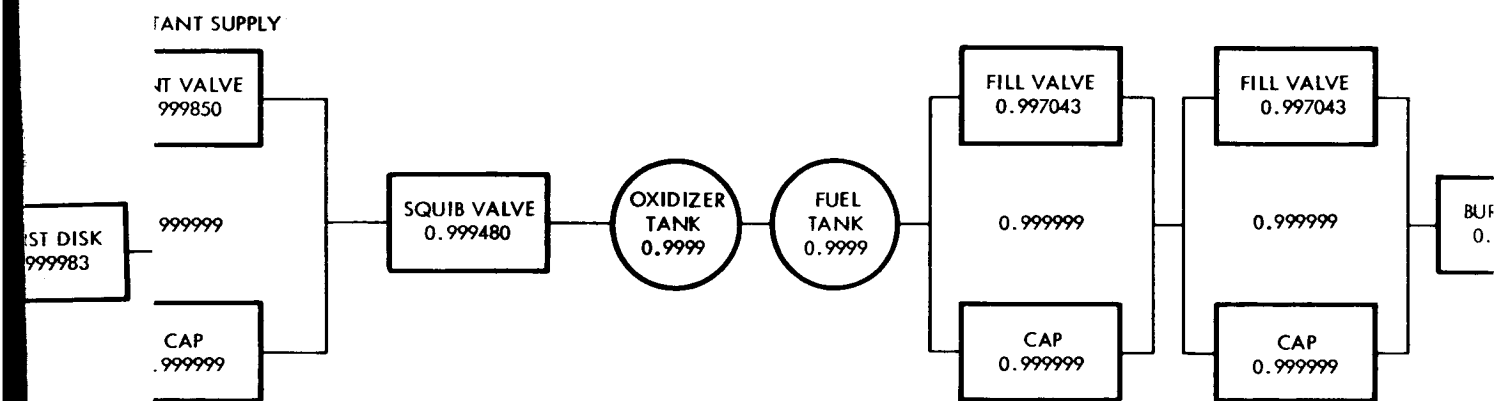 TANT SUPPLY
NT VALVE
999850
999999
CAP
.999999
RST DISK
999983
SQUIB VALVE
0.999480
OXIDIZER
TANK
0.9999
FUEL
TANK
0.9999
FILL VALVE
0.997043
0.999999
CAP
0.999999
FILL VALVE
0.997043
0.999999
CAP
0.999999
BUR
0.